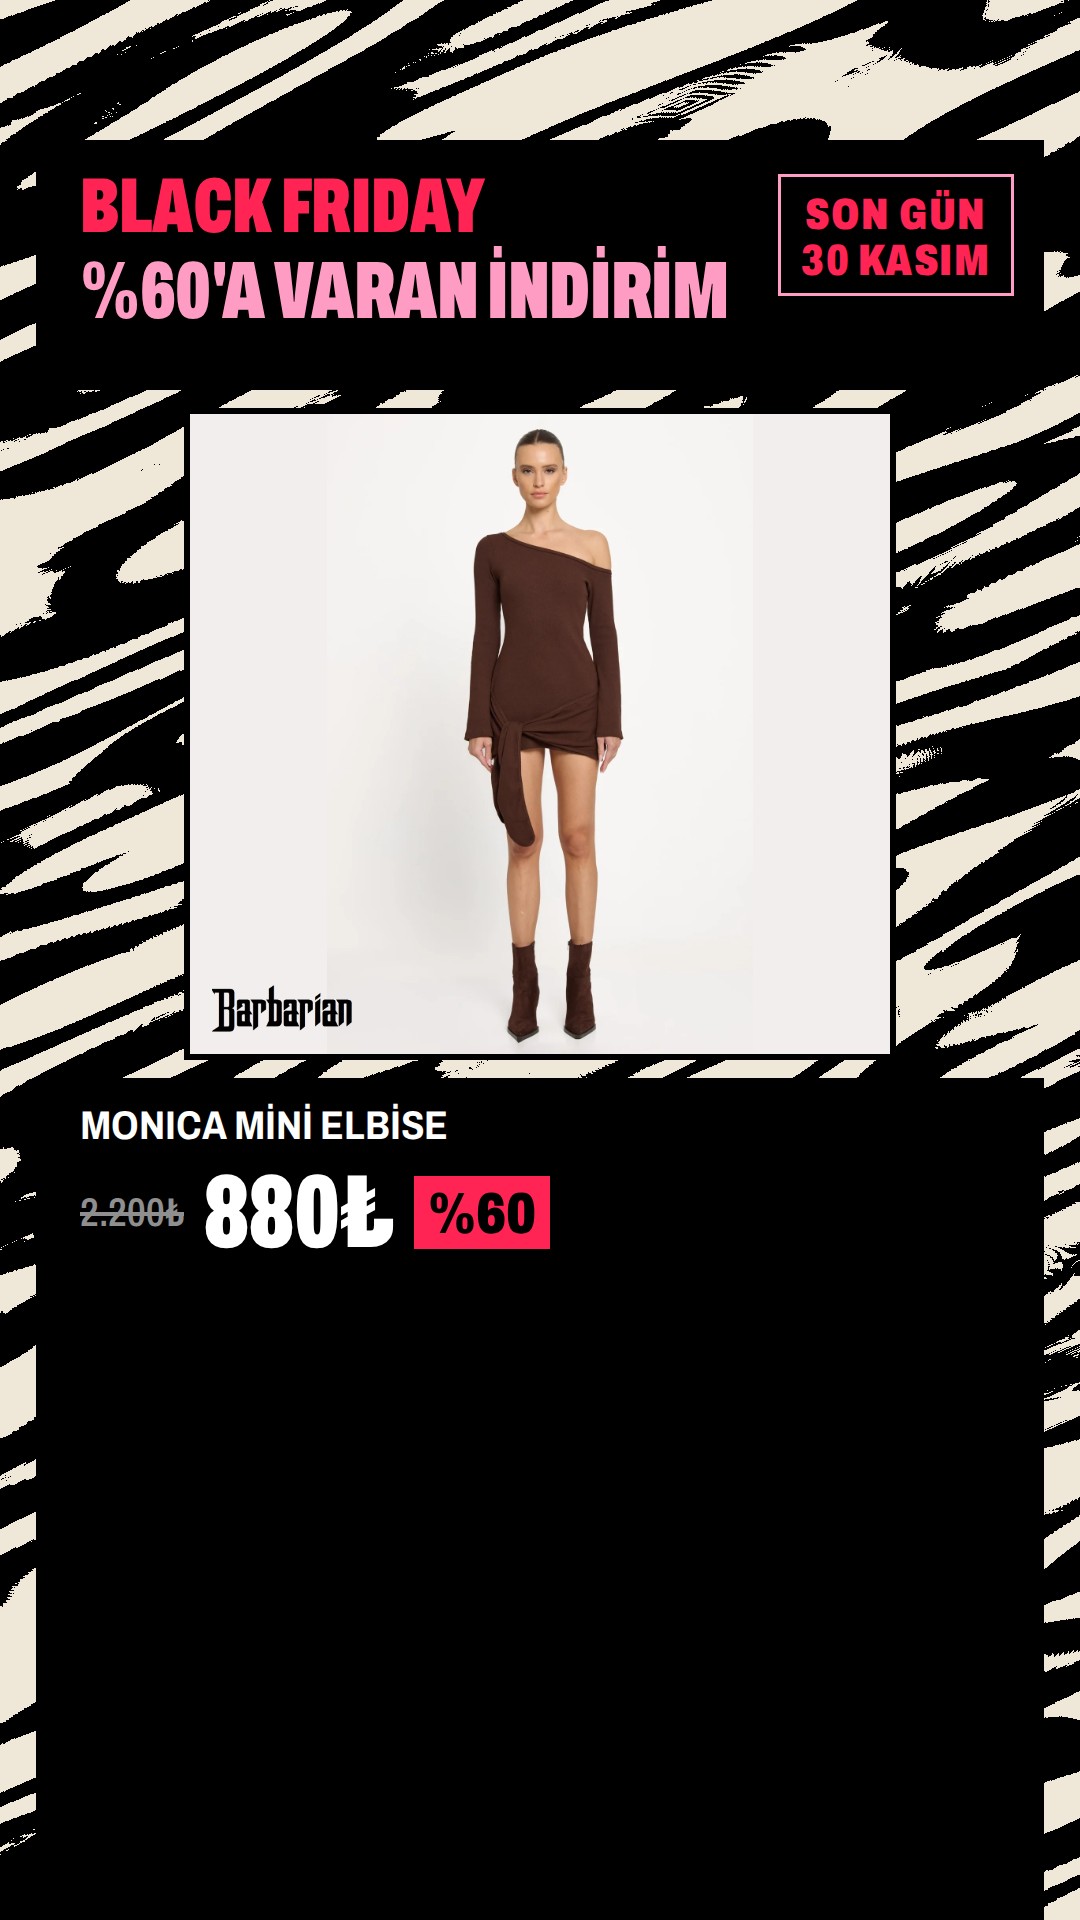 BLACK FRIDAY
%60'A VARAN İNDİRİM
SON GÜN
30 KASIM
Barbarian
MONICA MİNİ ELBİSE
2.200₺ 880₺ %60